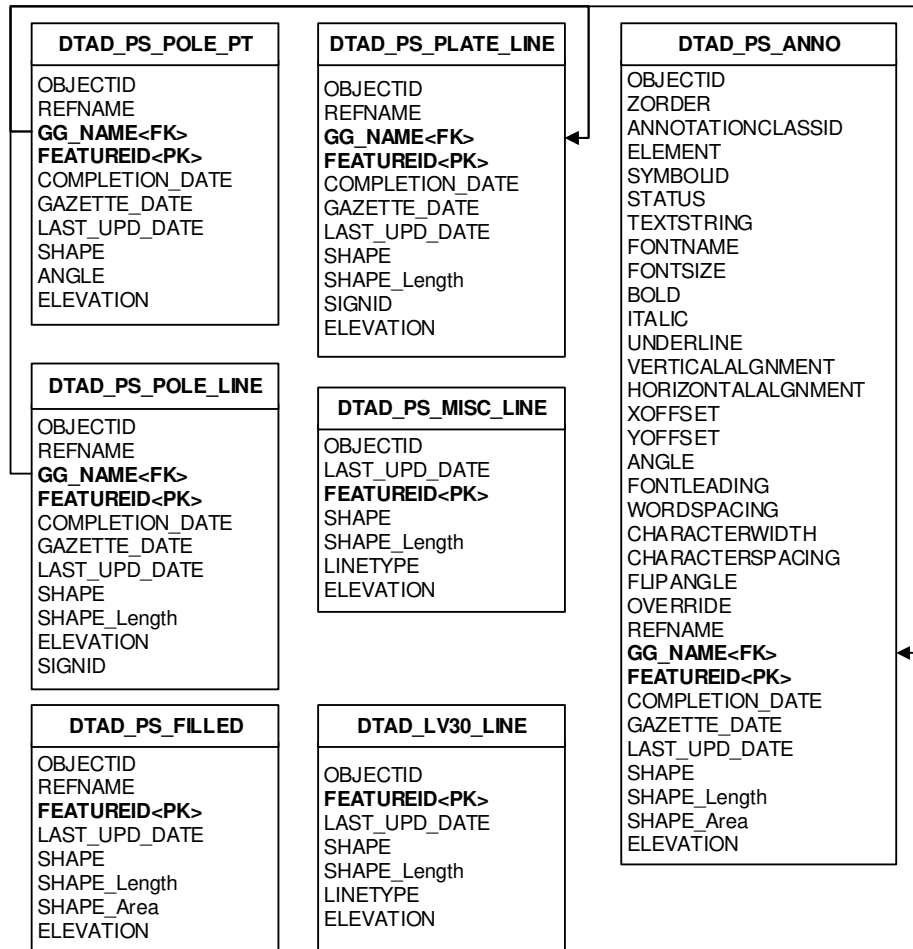 DTAD_PS_POLE_PT
OBJECTID
REFNAME
GG_NAME<FK>
FEATUREID<PK>
COMPLETION_DATE
GAZETTE_DATE
LAST_UPD_DATE
SHAPE
ANGLE
ELEVATION
DTAD_PS_PLATE_LINE
OBJECTID
REFNAME
GG_NAME<FK>
FEATUREID<PK>
COMPLETION_DATE
GAZETTE_DATE
LAST_UPD_DATE
SHAPE
SHAPE_Length
SIGNID
ELEVATION
DTAD_PS_ANNO
OBJECTID
ZORDER
ANNOTATIONCLASSID
ELEMENT
SYMBOLID
STATUS
TEXTSTRING
FONTNAME
FONTSIZE
BOLD
ITALIC
UNDERLINE
VERTICALALGNMENT
HORIZONTALALGNMENT
XOFFSET
YOFFSET
ANGLE
FONTLEADING
WORDSPACING
CHARACTERWIDTH
CHARACTERSPACING
FLIPANGLE
OVERRIDE
REFNAME
GG_NAME<FK>
FEATUREID<PK>
COMPLETION_DATE
GAZETTE_DATE
LAST_UPD_DATE
SHAPE
SHAPE_Length
SHAPE_Area
ELEVATION
DTAD_PS_POLE_LINE
OBJECTID
REFNAME
GG_NAME<FK>
FEATUREID<PK>
COMPLETION_DATE
GAZETTE_DATE
LAST_UPD_DATE
SHAPE
SHAPE_Length
ELEVATION
SIGNID
DTAD_PS_MISC_LINE
OBJECTID
LAST_UPD_DATE
FEATUREID<PK>
SHAPE
SHAPE_Length
LINETYPE
ELEVATION
DTAD_PS_FILLED
OBJECTID
REFNAME
FEATUREID<PK>
LAST_UPD_DATE
SHAPE
SHAPE_Length
SHAPE_Area
ELEVATION
DTAD_LV30_LINE
OBJECTID
FEATUREID<PK>
LAST_UPD_DATE
SHAPE
SHAPE_Length
LINETYPE
ELEVATION